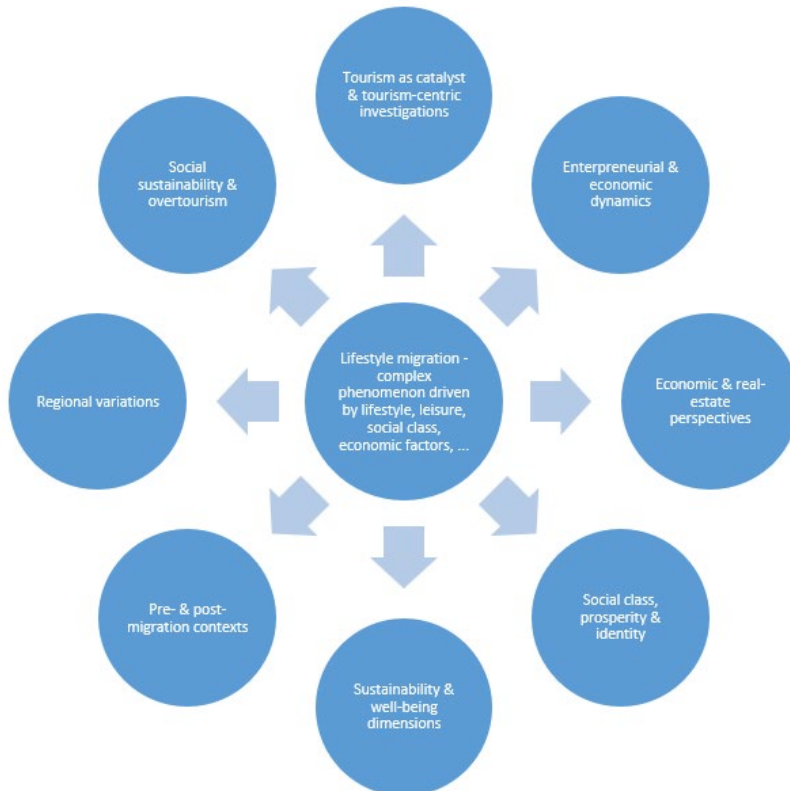 Tourism as catalyst
& tourism-centric
investigations
Social
sustainability &
overtourism
Enterpreneurial &
economic
dynamics
Regional variations
Lifestyle migration -
complex
phenomenon driven
by lifestyle, leisure,
social class,
economic factors, ...
Economic & real-
estate
perspectives
Pre- & post-
migration contexts
Social class,
prosperity &
identity
Sustainability &
well-being
dimensions